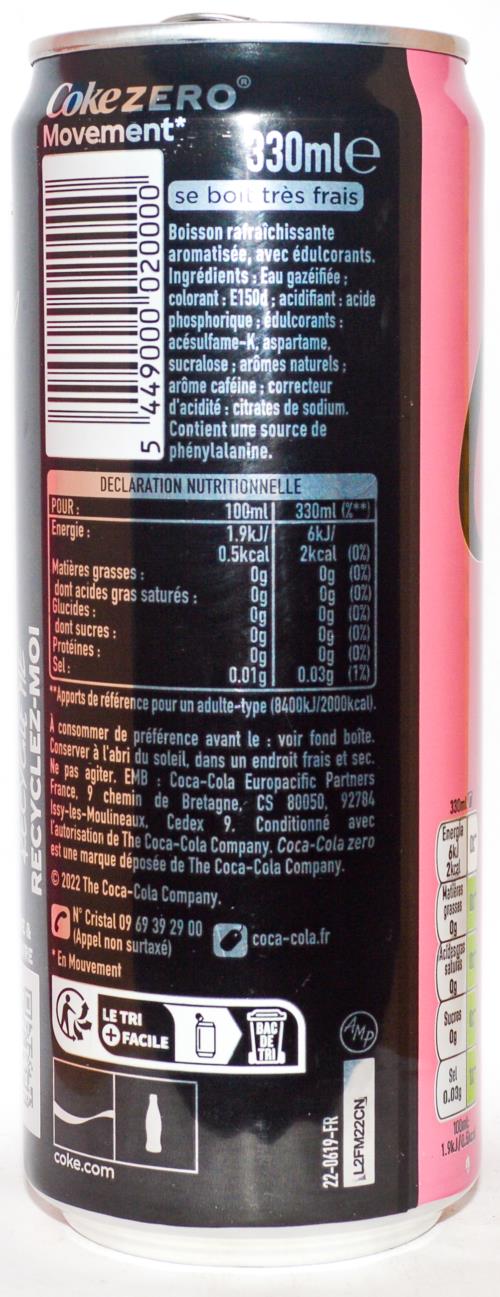 CokeZERO®
Movement*
330ml e
se boit très frais
5 449000 020000
Boisson rafraîchissante
aromatisée, avec édulcorants.
Ingrédients : Eau gazéifiée ;
colorant : E150d ; acidifiant : acide
phosphorique ; édulcorants :
acésulfame-K, aspartame,
sucralose ; arômes naturels ;
arôme caféine ; correcteur
d'acidité : citrates de sodium.
Contient une source de
phénylalanine.
DECLARATION NUTRITIONNELLE
POUR : 100ml 330ml (%**)
Energie : 1.9kJ/ 6kJ/
0.5kcal 2kcal (0%)
Matières grasses : 0g 0g (0%)
dont acides gras saturés : 0g 0g (0%)
Glucides : 0g 0g (0%)
dont sucres : 0g 0g (0%)
Protéines : 0g 0g (0%)
Sel : 0.01g 0.03g (1%)
**Apports de référence pour un adulte-type (8400kJ/2000kcal).
A consommer de préférence avant le : voir fond boîte.
Conserver à l'abri du soleil, dans un endroit frais et sec.
Ne pas agiter. EMB : Coca-Cola Europacific Partners
France, 9 chemin de Bretagne, CS 80050, 92784
Issy-les-Moulineaux, Cedex 9. Conditionné avec
l'autorisation de The Coca-Cola Company. Coca-Cola zero
est une marque déposée de The Coca-Cola Company.
© 2022 The Coca-Cola Company.
N° Cristal 09 69 39 29 00
(Appel non surtaxé)
coca-cola.fr
* En Mouvement
LE TRI
+ FACILE
BAC
DE
TRI
AMP
coke.com
22-0619-FR
L2FM22CN
RECYCLEZ-MOI
330ml
Energie
6kJ
2kcal
Matières
grasses
0g
Acides gras
saturés
0g
Sucres
0g
Sel
0.03g
100ml: